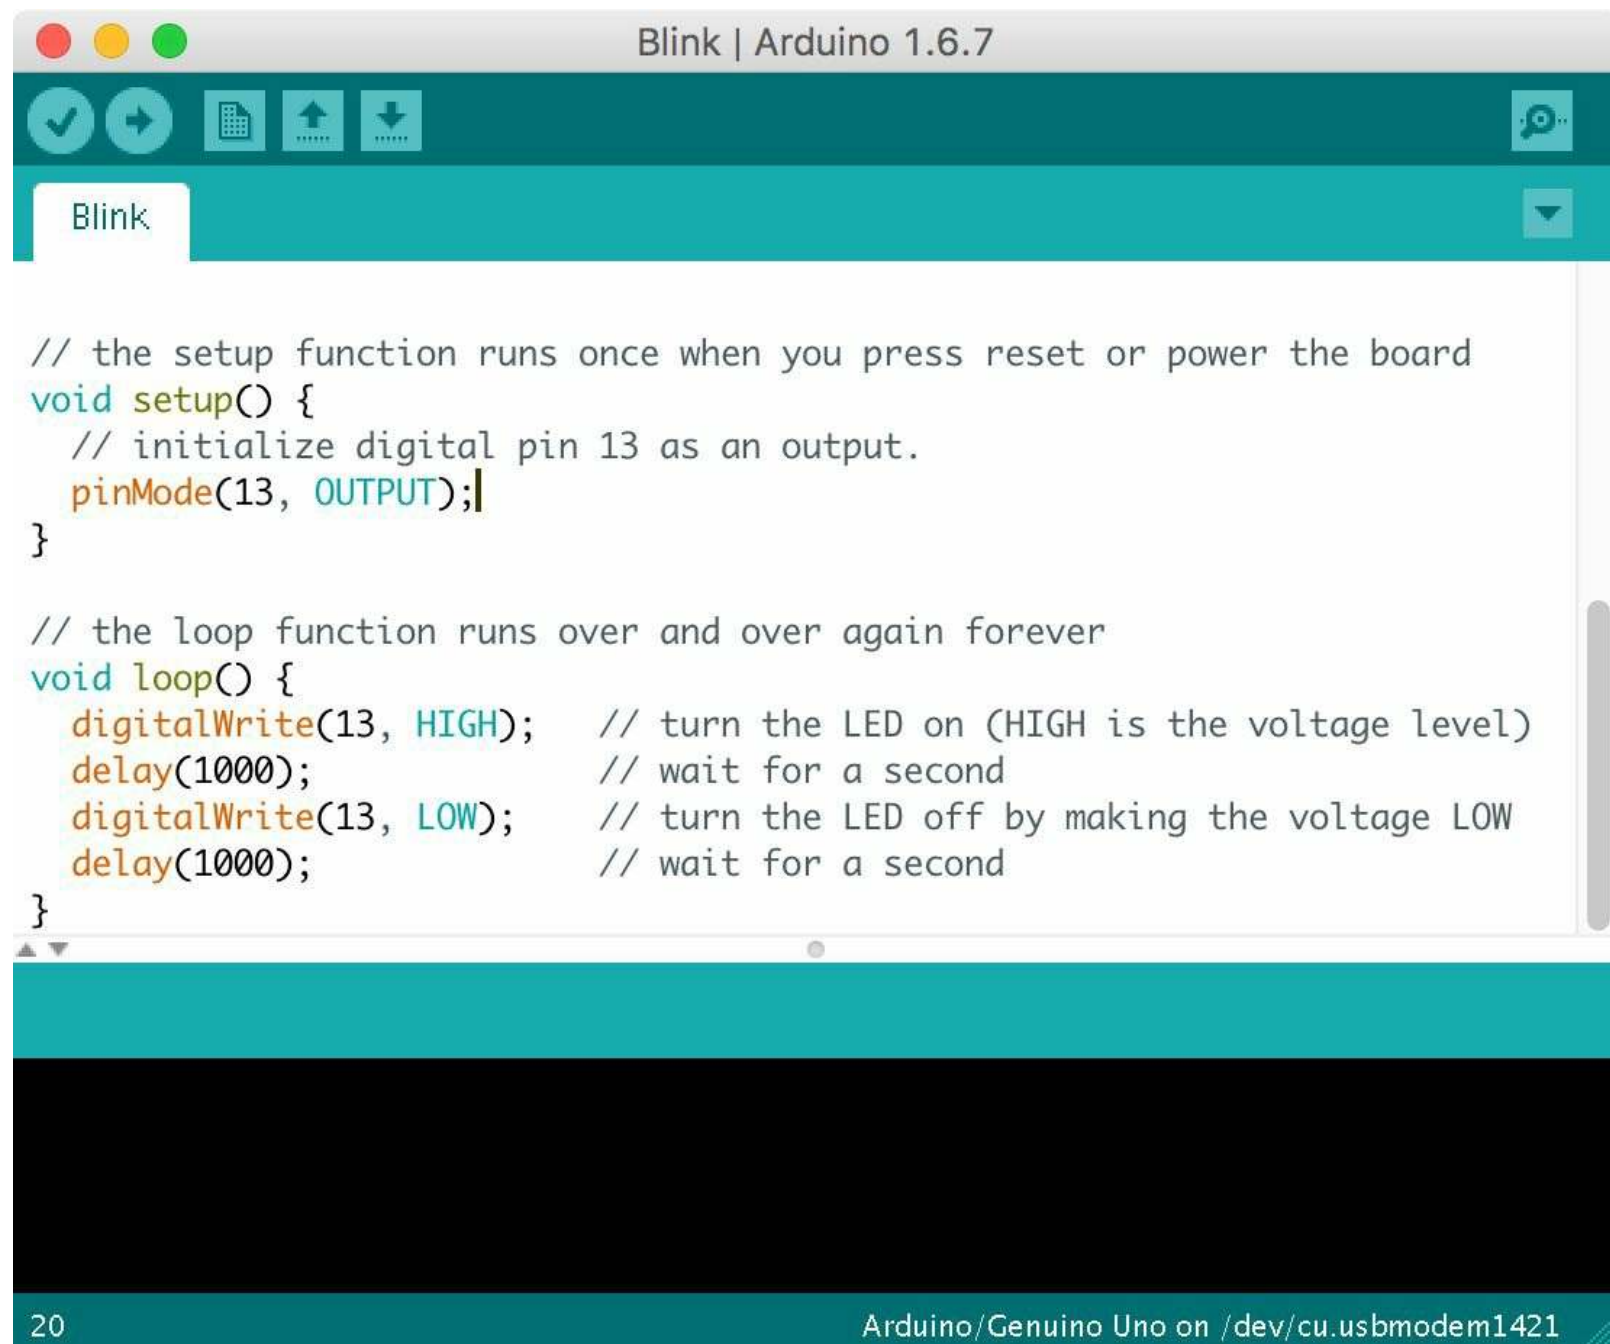 Blink | Arduino 1.6.7
Blink
// the setup function runs once when you press reset or power the board
void setup() {
  // initialize digital pin 13 as an output.
  pinMode(13, OUTPUT);
}
// the loop function runs over and over again forever
void loop() {
  digitalWrite(13, HIGH);   // turn the LED on (HIGH is the voltage level)
  delay(1000);              // wait for a second
  digitalWrite(13, LOW);    // turn the LED off by making the voltage LOW
  delay(1000);              // wait for a second
}
20 Arduino/Genuino Uno on /dev/cu.usbmodem1421